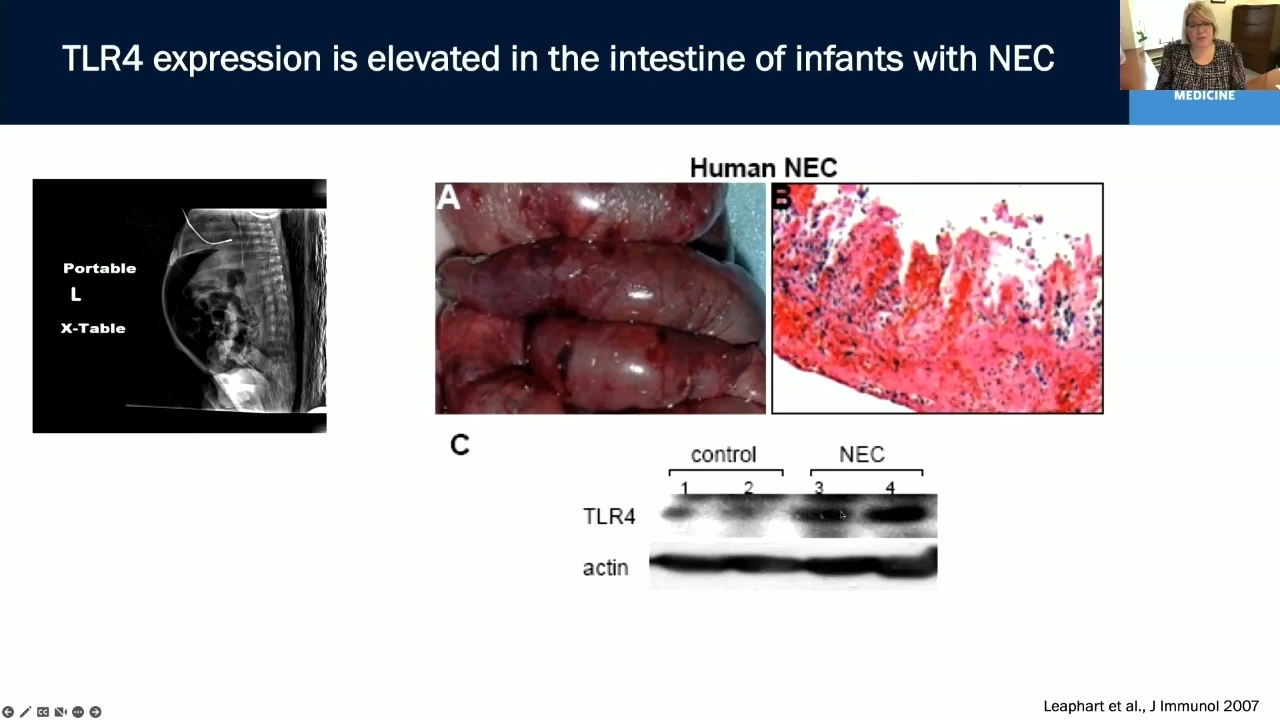 TLR4 expression is elevated in the intestine of infants with NEC
MEDICINE
Human NEC
A
B
Portable
L
X-Table
C
control
NEC
1
2
3
4
TLR4
actin
Leaphart et al., J Immunol 2007